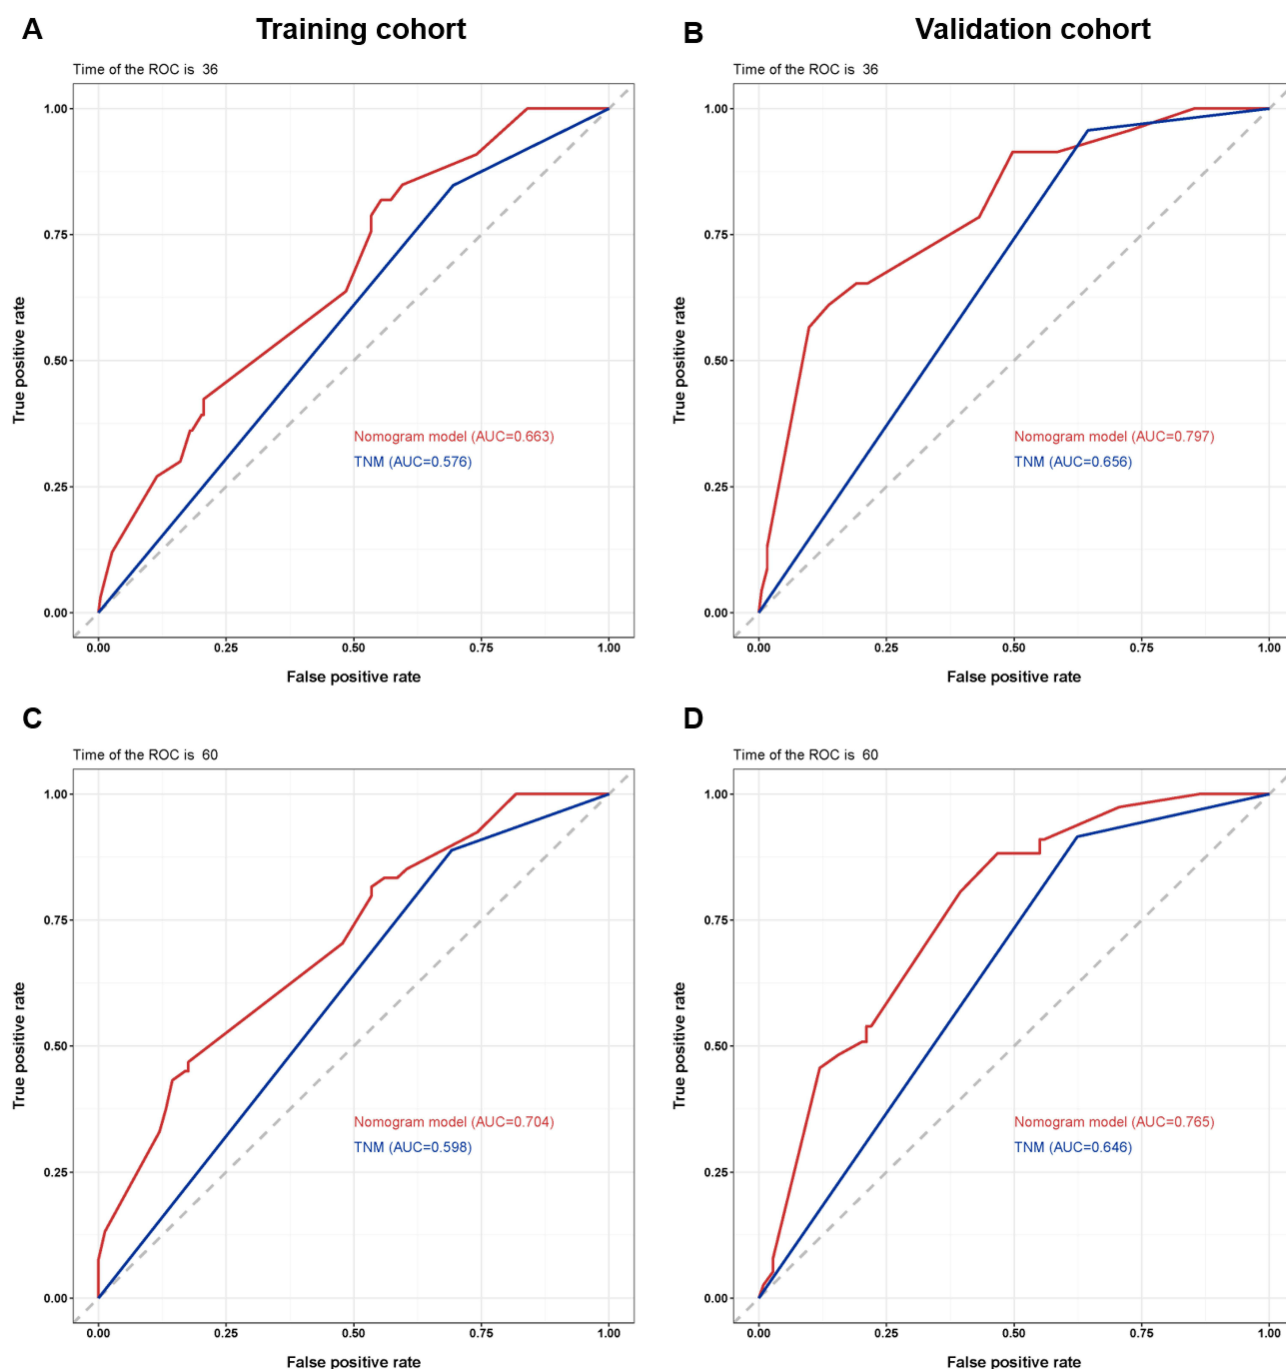 A
Training cohort
B
Validation cohort
Time of the ROC is 36
Time of the ROC is 36
1.00
0.75
0.50
0.25
0.00
True positive rate
Nomogram model (AUC=0.663)
TNM (AUC=0.576)
0.00 0.25 0.50 0.75 1.00
False positive rate
1.00
0.75
0.50
0.25
0.00
True positive rate
Nomogram model (AUC=0.797)
TNM (AUC=0.656)
0.00 0.25 0.50 0.75 1.00
False positive rate
C
D
Time of the ROC is 60
Time of the ROC is 60
1.00
0.75
0.50
0.25
0.00
True positive rate
Nomogram model (AUC=0.704)
TNM (AUC=0.598)
0.00 0.25 0.50 0.75 1.00
False positive rate
1.00
0.75
0.50
0.25
0.00
True positive rate
Nomogram model (AUC=0.765)
TNM (AUC=0.646)
0.00 0.25 0.50 0.75 1.00
False positive rate